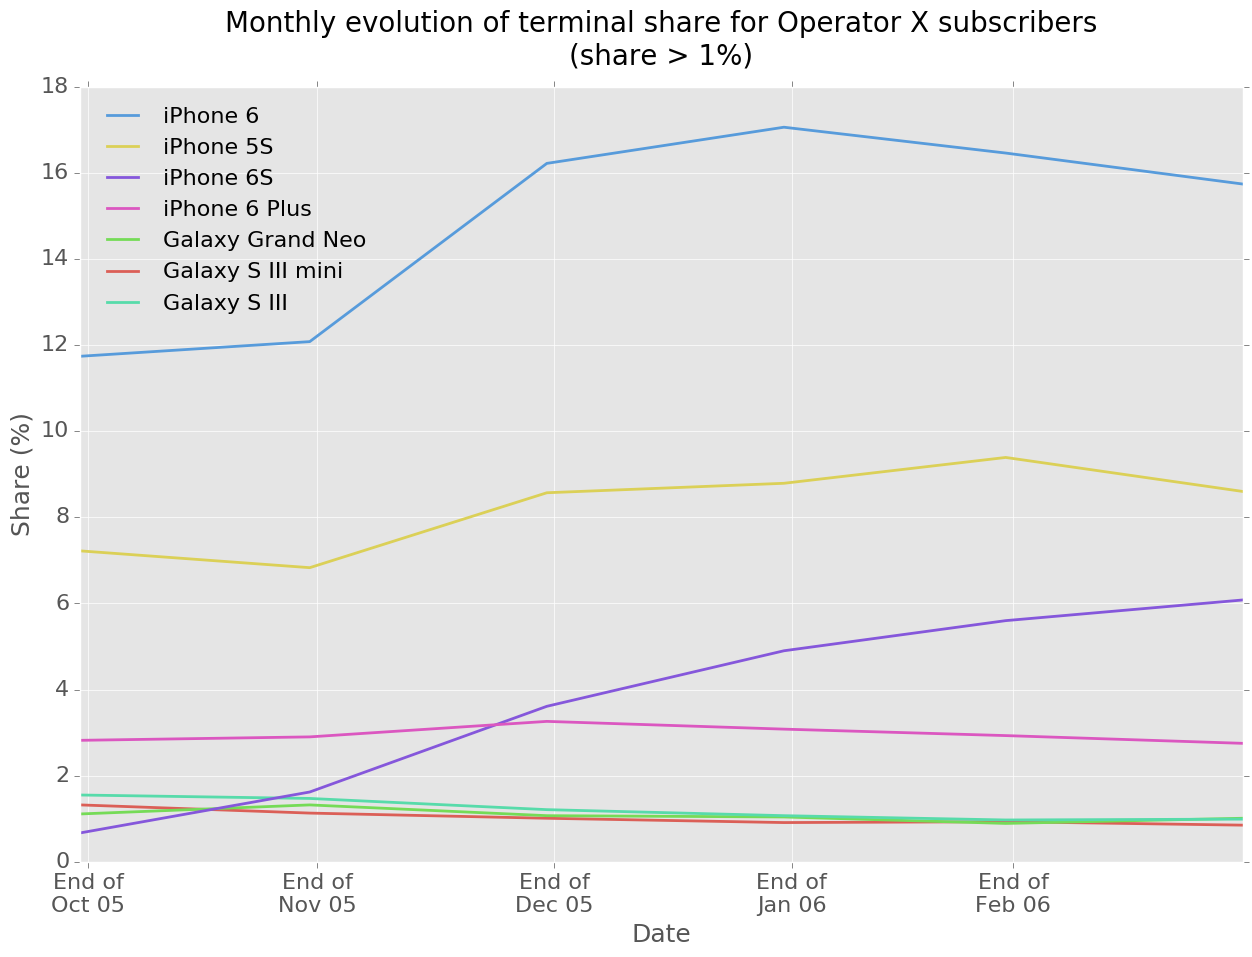 Monthly evolution of terminal share for Operator X subscribers
(share > 1%)
18
16
14
12
10
8
6
4
2
0
Share (%)
iPhone 6
iPhone 5S
iPhone 6S
iPhone 6 Plus
Galaxy Grand Neo
Galaxy S III mini
Galaxy S III
End of
Oct 05
End of
Nov 05
End of
Dec 05
End of
Jan 06
End of
Feb 06
Date